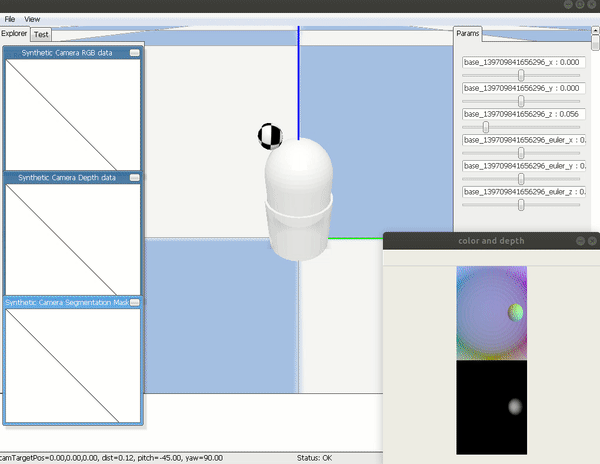 File View
Explorer Test
Synthetic Camera RGB data
Synthetic Camera Depth data
Synthetic Camera Segmentation Mask
Params
base_139709841656296_x : 0.000
base_139709841656296_y : 0.000
base_139709841656296_z : 0.056
base_139709841656296_euler_x : 0.
base_139709841656296_euler_y : 0.
base_139709841656296_euler_z : 0.
color and depth
camTargetPos=0.00,0.00,0.00, dist=0.12, pitch=-45.00, yaw=90.00
Status: OK